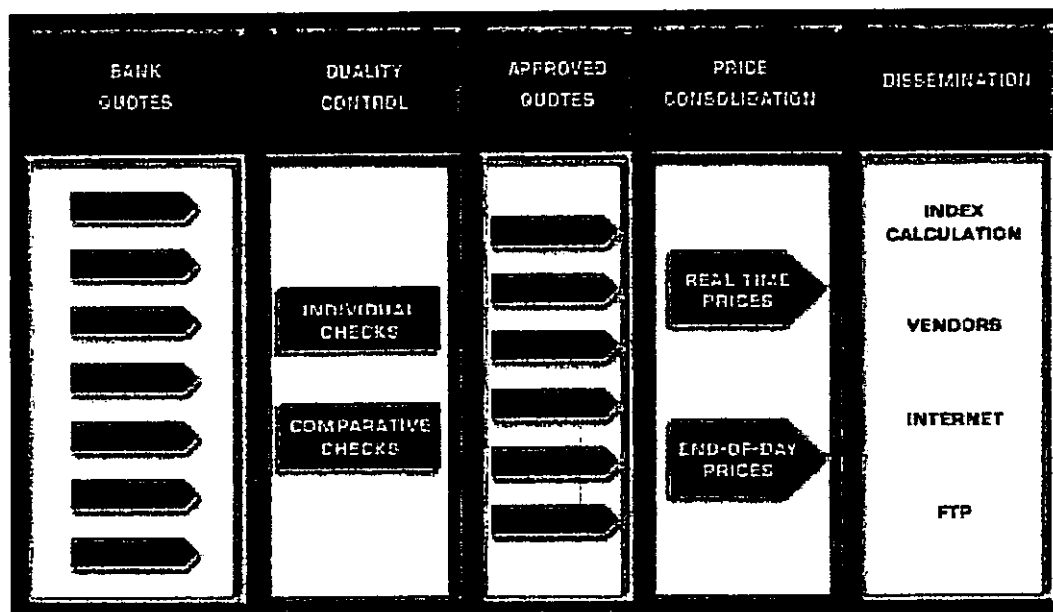 BANK
QUOTES
QUALITY
CONTROL
APPROVED
QUOTES
PRICE
CONSOLIDATION
DISSEMINATION
INDIVIDUAL
CHECKS
COMPARATIVE
CHECKS
REAL TIME
PRICES
END-OF-DAY
PRICES
INDEX
CALCULATION
VENDORS
INTERNET
FTP